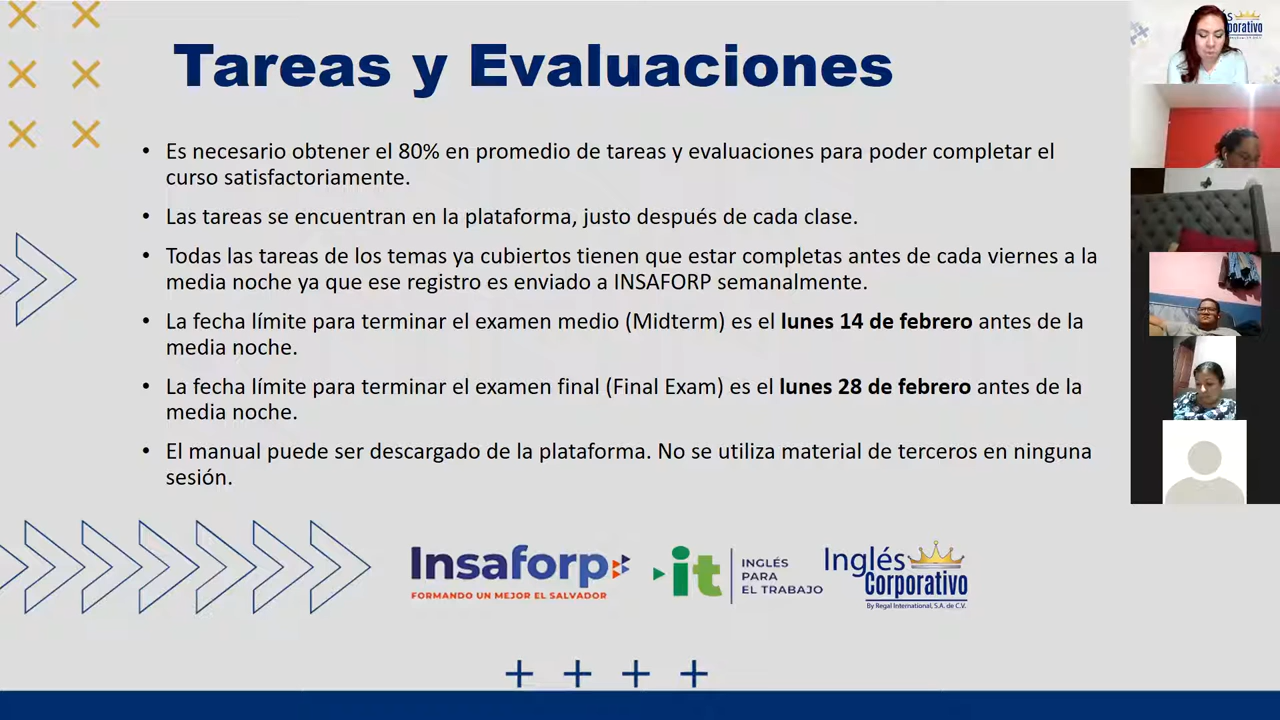 Tareas y Evaluaciones
• Es necesario obtener el 80% en promedio de tareas y evaluaciones para poder completar el
curso satisfactoriamente.
• Las tareas se encuentran en la plataforma, justo después de cada clase.
• Todas las tareas de los temas ya cubiertos tienen que estar completas antes de cada viernes a la
media noche ya que ese registro es enviado a INSAFORP semanalmente.
• La fecha límite para terminar el examen medio (Midterm) es el lunes 14 de febrero antes de la
media noche.
• La fecha límite para terminar el examen final (Final Exam) es el lunes 28 de febrero antes de la
media noche.
• El manual puede ser descargado de la plataforma. No se utiliza material de terceros en ninguna
sesión.
Insaforp
FORMANDO UN MEJOR EL SALVADOR
it
INGLÉS
PARA
EL TRABAJO
Inglés
Corporativo
By Regal International, S.A. de C.V.